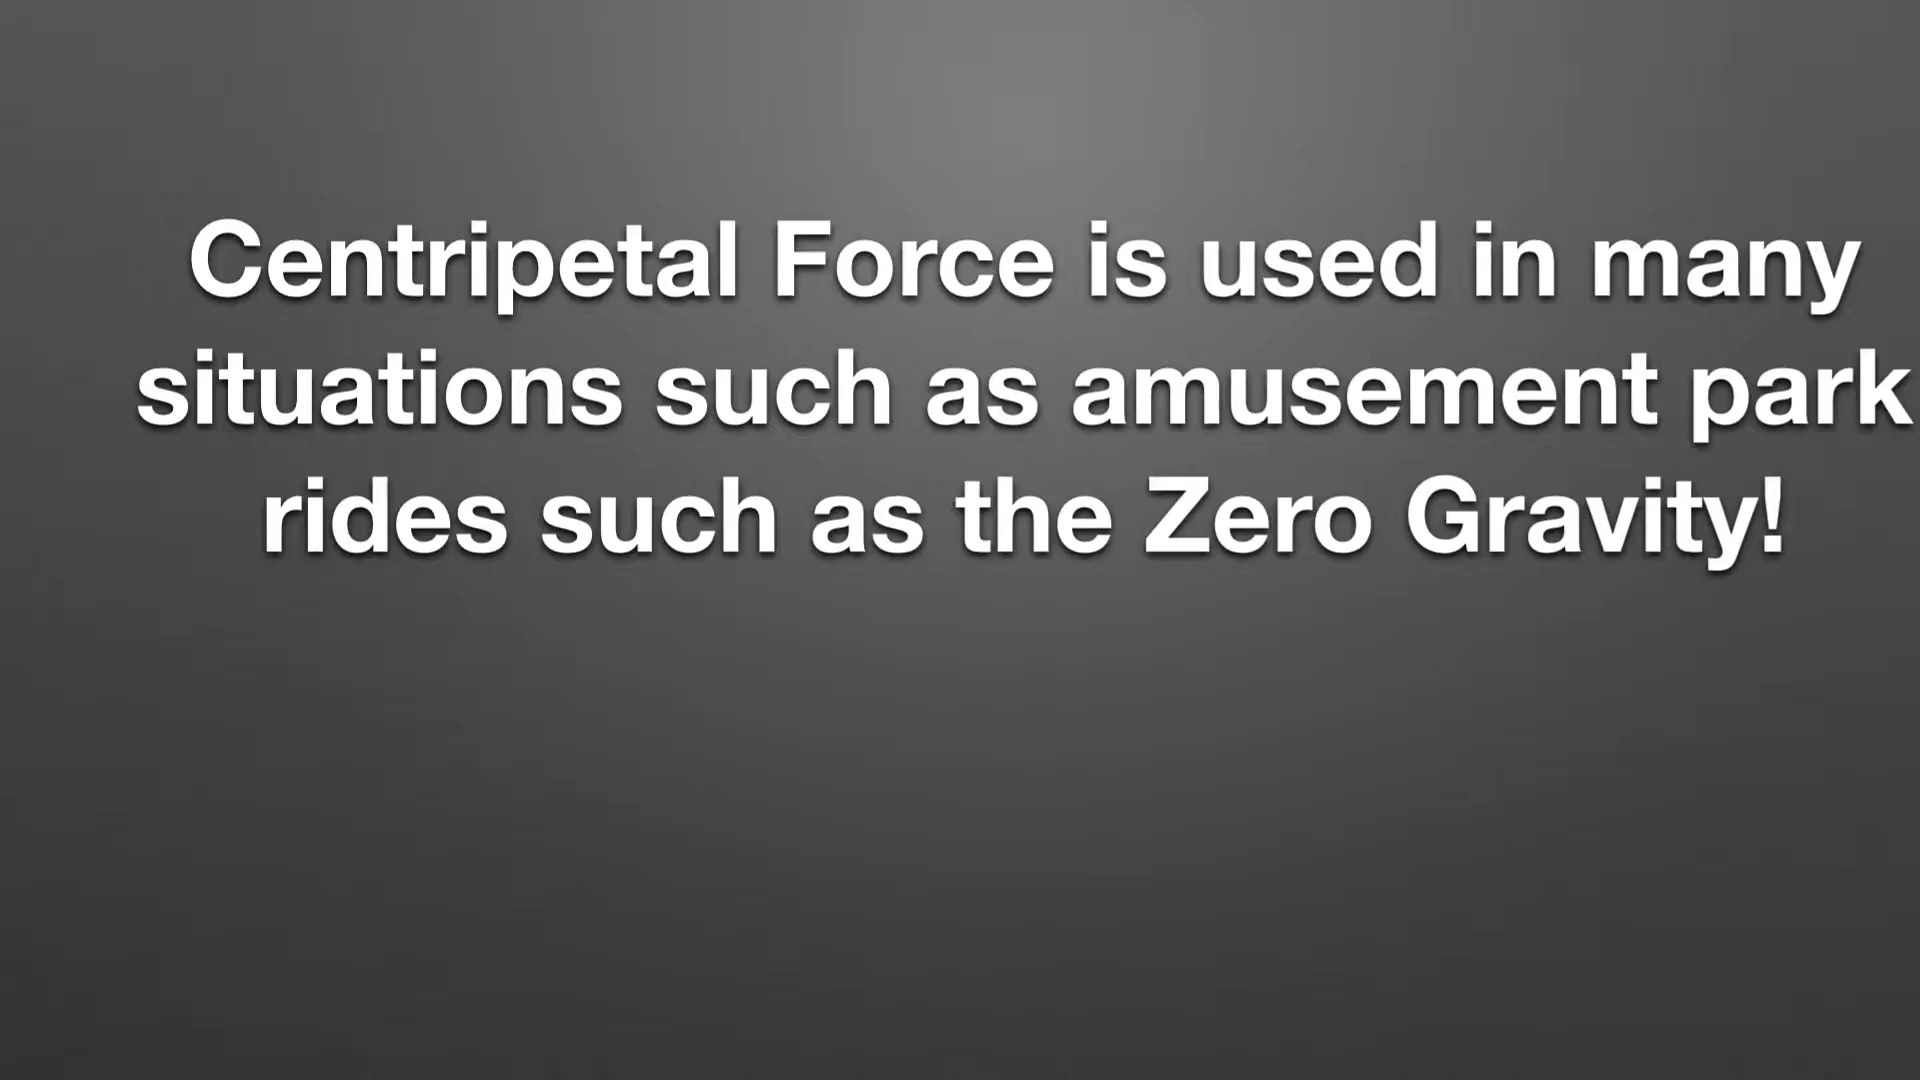 Centripetal Force is used in many
situations such as amusement park
rides such as the Zero Gravity!